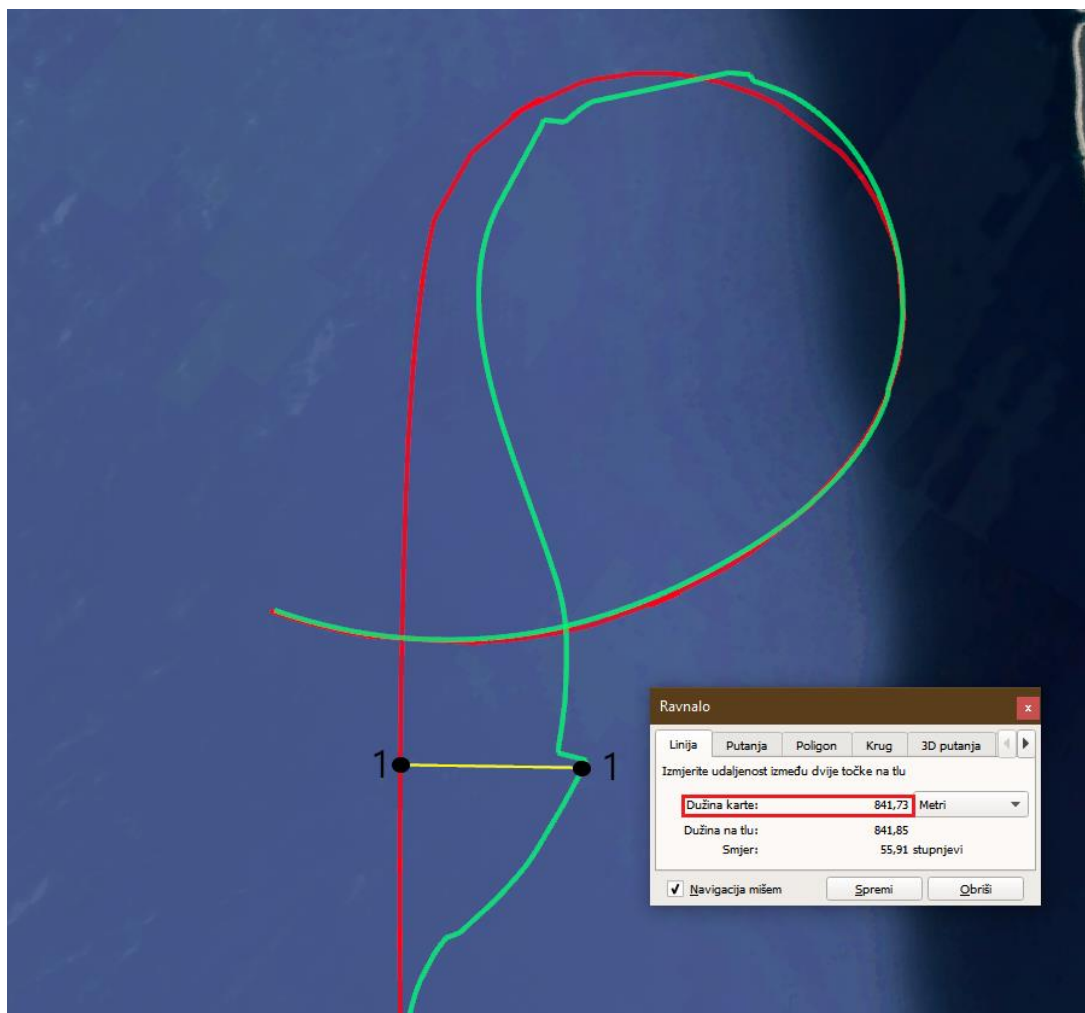 1 1
Ravnalo x
Linija Putanja Poligon Krug 3D putanja
Izmjerite udaljenost između dvije točke na tlu
Dužina karte: 841,73 Metri
Dužina na tlu: 841,85
Smjer: 55,91 stupnjevi
Navigacija mišem Spremi Obriši